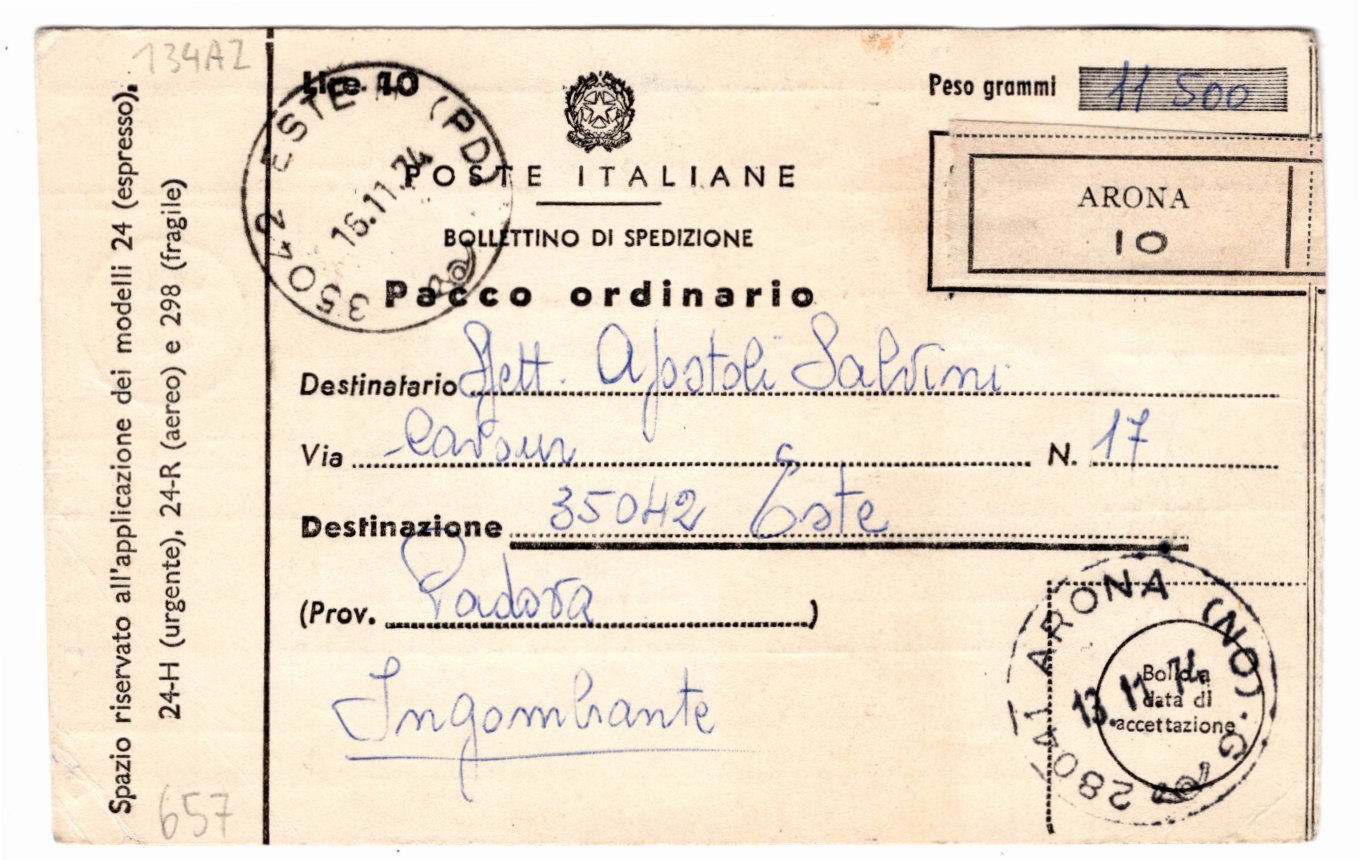 134AZ
Lire 10
Peso grammi 11 500
35042 ESTE (PD)
16.11.74
POSTE ITALIANE
BOLLETTINO DI SPEDIZIONE
Pacco ordinario
ARONA
10
Destinatario Sett. Apostoli Salvini
Via Cavour N. 17
Destinazione 35042 Este
(Prov. Padova)
Ingombrante
28041 ARONA (NO)
13.11.74
Bollo a
data di
accettazione
Spazio riservato all'applicazione dei modelli 24 (espresso),
24-H (urgente), 24-R (aereo) e 298 (fragile)
657